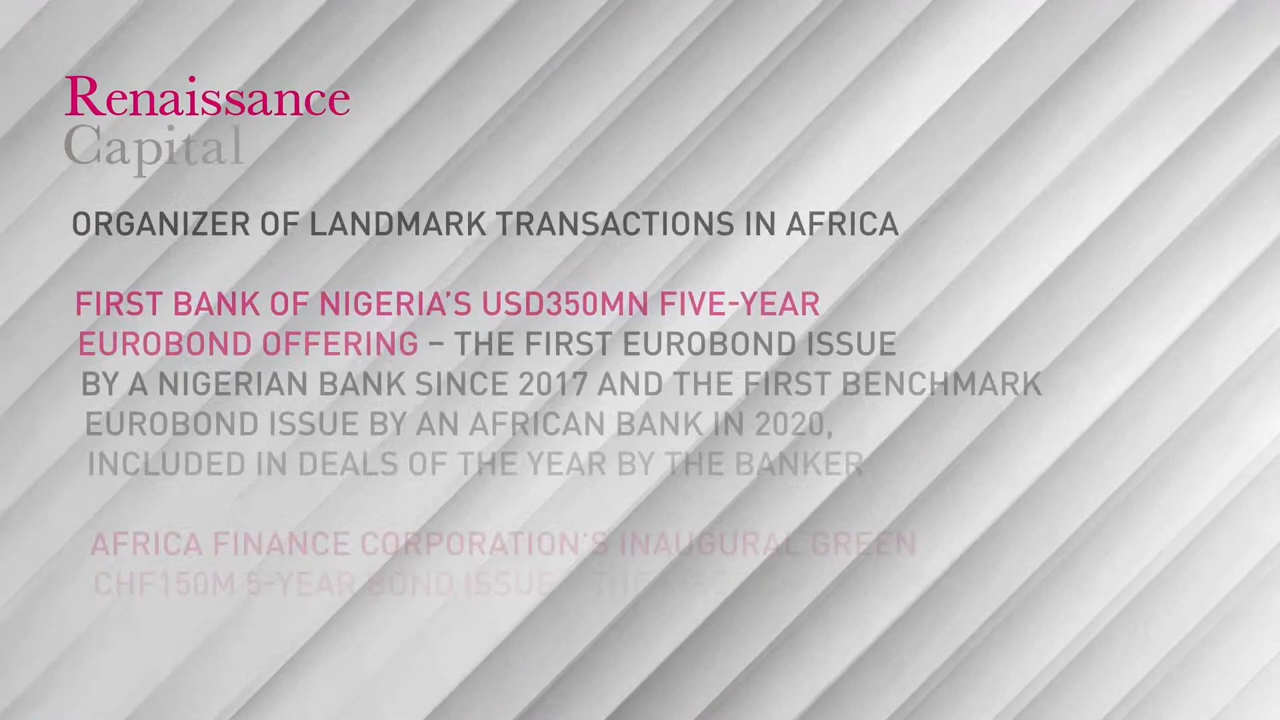 Renaissance
Capital
ORGANIZER OF LANDMARK TRANSACTIONS IN AFRICA
FIRST BANK OF NIGERIA'S USD350MN FIVE-YEAR
EUROBOND OFFERING – THE FIRST EUROBOND ISSUE
BY A NIGERIAN BANK SINCE 2017 AND THE FIRST BENCHMARK
EUROBOND ISSUE BY AN AFRICAN BANK IN 2020,
INCLUDED IN DEALS OF THE YEAR BY THE BANKER
AFRICA FINANCE CORPORATION'S INAUGURAL GREEN
CHF150M 5-YEAR BOND ISSUE